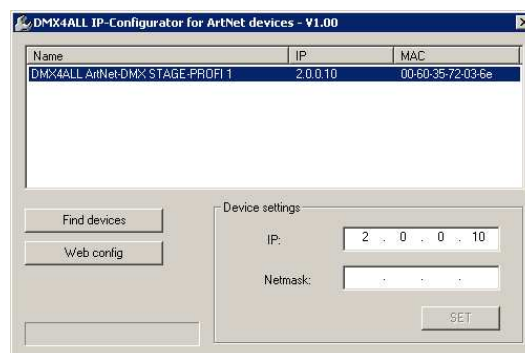 DMX4ALL IP-Configurator for ArtNet devices - V1.00
Name IP MAC
DMX4ALL ArtNet-DMX STAGE-PROFI 1 2.0.0.10 00-60-35-72-03-6e
Find devices
Web config
Device settings
IP: 2 . 0 . 0 . 10
Netmask: . . .
SET